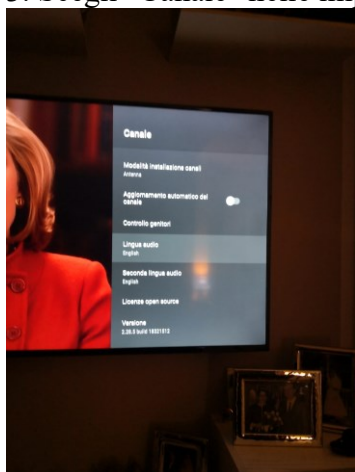 Canale
Modalità installazione canali
Antenna
Aggiornamento automatico del
canale
Controllo genitori
Lingua audio
English
Seconda lingua audio
English
Licenze open source
Versione